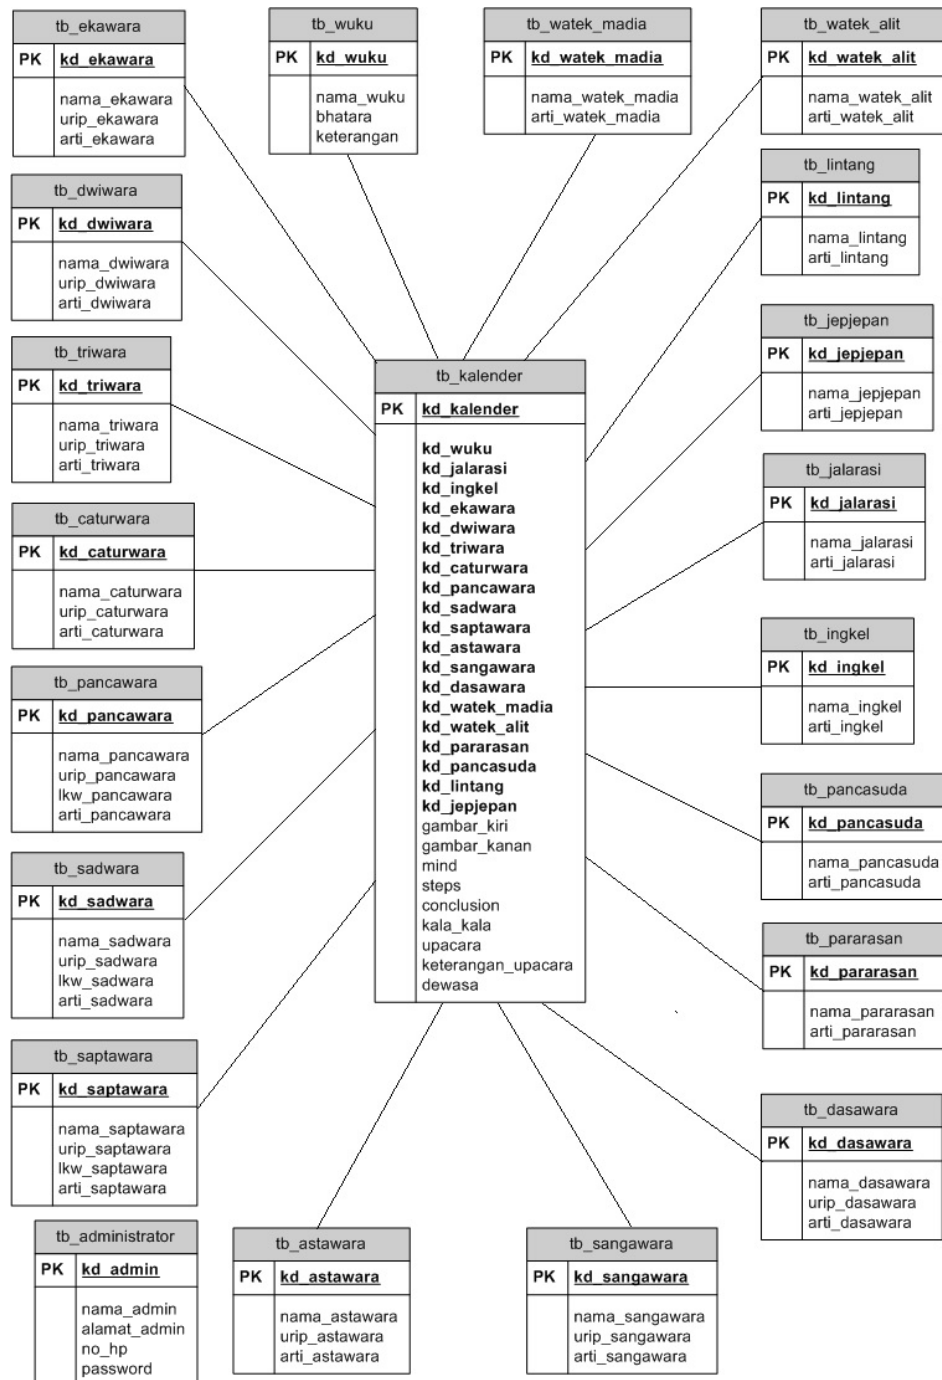 tb_ekawara
PK kd_ekawara
nama_ekawara
urip_ekawara
arti_ekawara
tb_wuku
PK kd_wuku
nama_wuku
bhatara
keterangan
tb_watek_madia
PK kd_watek_madia
nama_watek_madia
arti_watek_madia
tb_watek_alit
PK kd_watek_alit
nama_watek_alit
arti_watek_alit
tb_dwiwara
PK kd_dwiwara
nama_dwiwara
urip_dwiwara
arti_dwiwara
tb_lintang
PK kd_lintang
nama_lintang
arti_lintang
tb_triwara
PK kd_triwara
nama_triwara
urip_triwara
arti_triwara
tb_jepjepan
PK kd_jepjepan
nama_jepjepan
arti_jepjepan
tb_kalender
PK kd_kalender
kd_wuku
kd_jalarasi
kd_ingkel
kd_ekawara
kd_dwiwara
kd_triwara
kd_caturwara
kd_pancawara
kd_sadwara
kd_saptawara
kd_astawara
kd_sangawara
kd_dasawara
kd_watek_madia
kd_watek_alit
kd_pararasan
kd_pancasuda
kd_lintang
kd_jepjepan
gambar_kiri
gambar_kanan
mind
steps
conclusion
kala_kala
upacara
keterangan_upacara
dewasa
tb_caturwara
PK kd_caturwara
nama_caturwara
urip_caturwara
arti_caturwara
tb_jalarasi
PK kd_jalarasi
nama_jalarasi
arti_jalarasi
tb_pancawara
PK kd_pancawara
nama_pancawara
urip_pancawara
lkw_pancawara
arti_pancawara
tb_ingkel
PK kd_ingkel
nama_ingkel
arti_ingkel
tb_sadwara
PK kd_sadwara
nama_sadwara
urip_sadwara
lkw_sadwara
arti_sadwara
tb_pancasuda
PK kd_pancasuda
nama_pancasuda
arti_pancasuda
tb_pararasan
PK kd_pararasan
nama_pararasan
arti_pararasan
tb_saptawara
PK kd_saptawara
nama_saptawara
urip_saptawara
lkw_saptawara
arti_saptawara
tb_dasawara
PK kd_dasawara
nama_dasawara
urip_dasawara
arti_dasawara
tb_administrator
PK kd_admin
nama_admin
alamat_admin
no_hp
password
tb_astawara
PK kd_astawara
nama_astawara
urip_astawara
arti_astawara
tb_sangawara
PK kd_sangawara
nama_sangawara
urip_sangawara
arti_sangawara